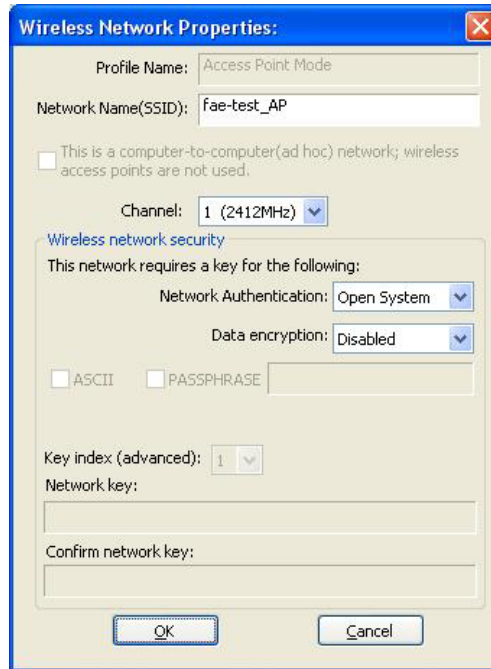 Wireless Network Properties:
Profile Name: Access Point Mode
Network Name(SSID): fae-test_AP
This is a computer-to-computer(ad hoc) network; wireless
access points are not used.
Channel: 1 (2412MHz)
Wireless network security
This network requires a key for the following:
Network Authentication: Open System
Data encryption: Disabled
ASCII PASSPHRASE
Key index (advanced): 1
Network key:
Confirm network key:
OK Cancel